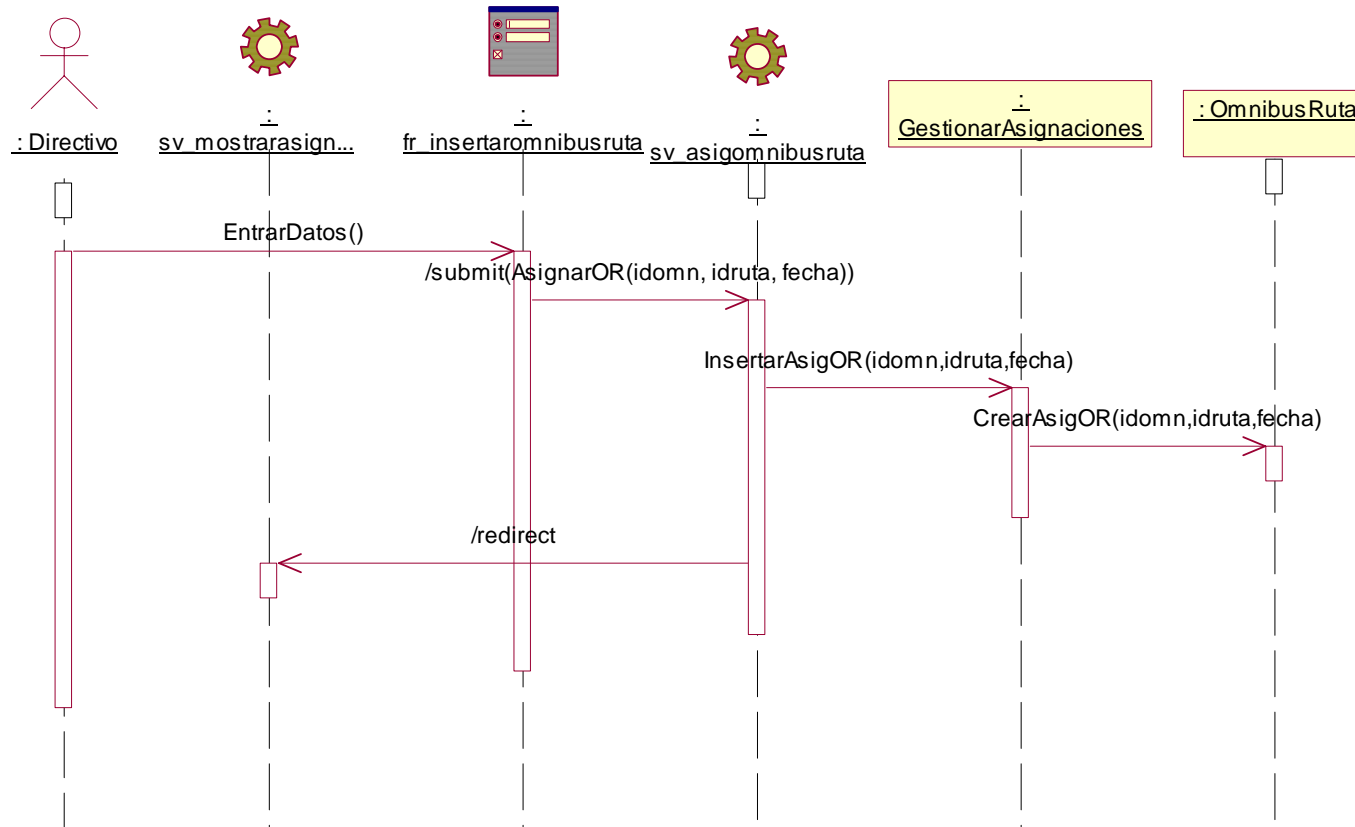 : Directivo
:
sv_mostrarasign...
:
fr_insertaromnibusruta
:
sv_asigomnibusruta
:
GestionarAsignaciones
: OmnibusRuta
EntrarDatos()
/submit(AsignarOR(idomn, idruta, fecha))
InsertarAsigOR(idomn,idruta,fecha)
CrearAsigOR(idomn,idruta,fecha)
/redirect